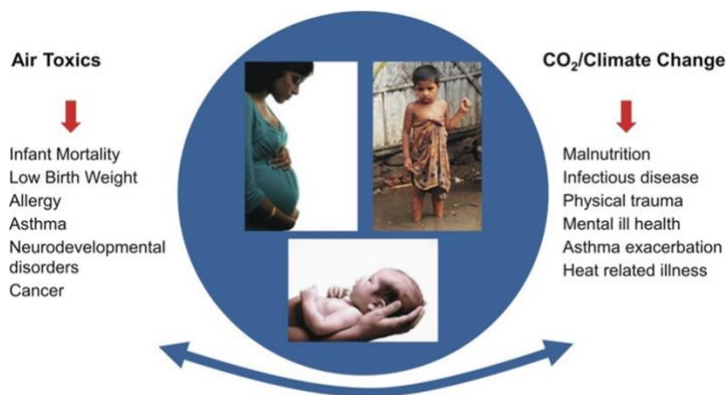 Air Toxics
Infant Mortality
Low Birth Weight
Allergy
Asthma
Neurodevelopmental
disorders
Cancer
CO₂/Climate Change
Malnutrition
Infectious disease
Physical trauma
Mental ill health
Asthma exacerbation
Heat related illness